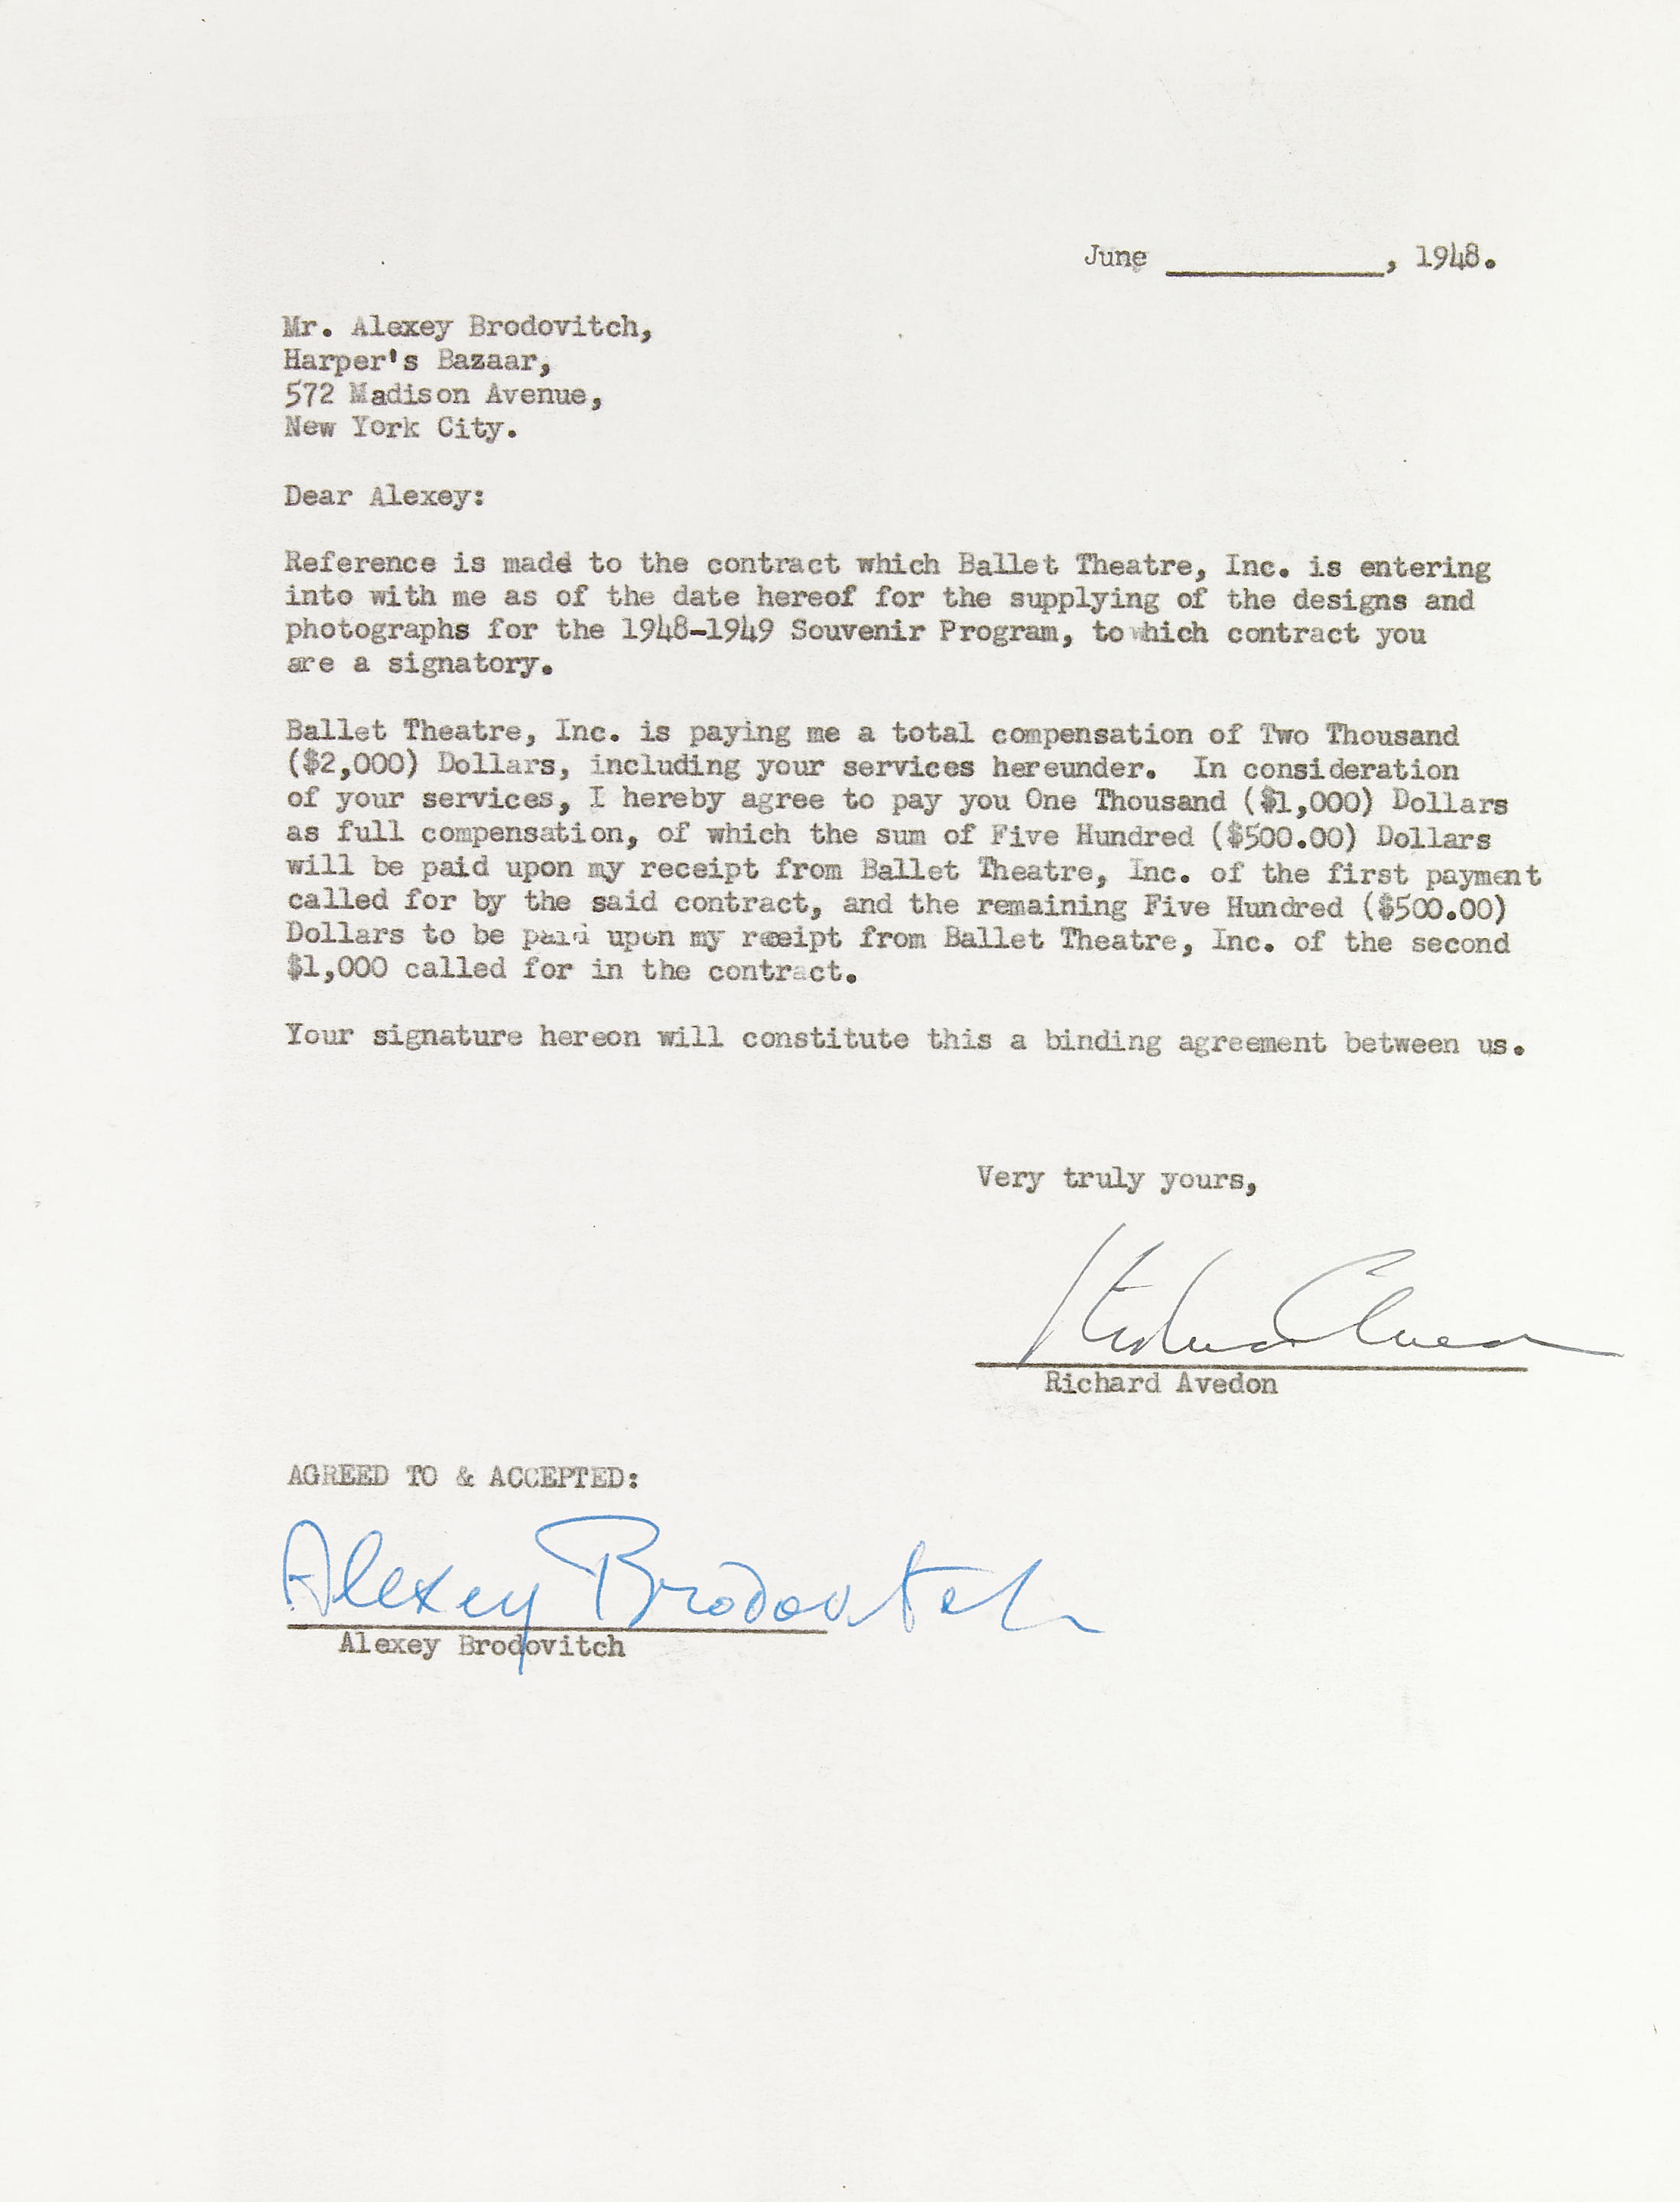 June ____________, 1948.
Mr. Alexey Brodovitch,
Harper's Bazaar,
572 Madison Avenue,
New York City.
Dear Alexey:
Reference is made to the contract which Ballet Theatre, Inc. is entering
into with me as of the date hereof for the supplying of the designs and
photographs for the 1948-1949 Souvenir Program, to which contract you
are a signatory.
Ballet Theatre, Inc. is paying me a total compensation of Two Thousand
($2,000) Dollars, including your services hereunder. In consideration
of your services, I hereby agree to pay you One Thousand ($1,000) Dollars
as full compensation, of which the sum of Five Hundred ($500.00) Dollars
will be paid upon my receipt from Ballet Theatre, Inc. of the first payment
called for by the said contract, and the remaining Five Hundred ($500.00)
Dollars to be paid upon my receipt from Ballet Theatre, Inc. of the second
$1,000 called for in the contract.
Your signature hereon will constitute this a binding agreement between us.
Very truly yours,
Richard Avedon
Richard Avedon
AGREED TO & ACCEPTED:
Alexey Brodovitch
Alexey Brodovitch